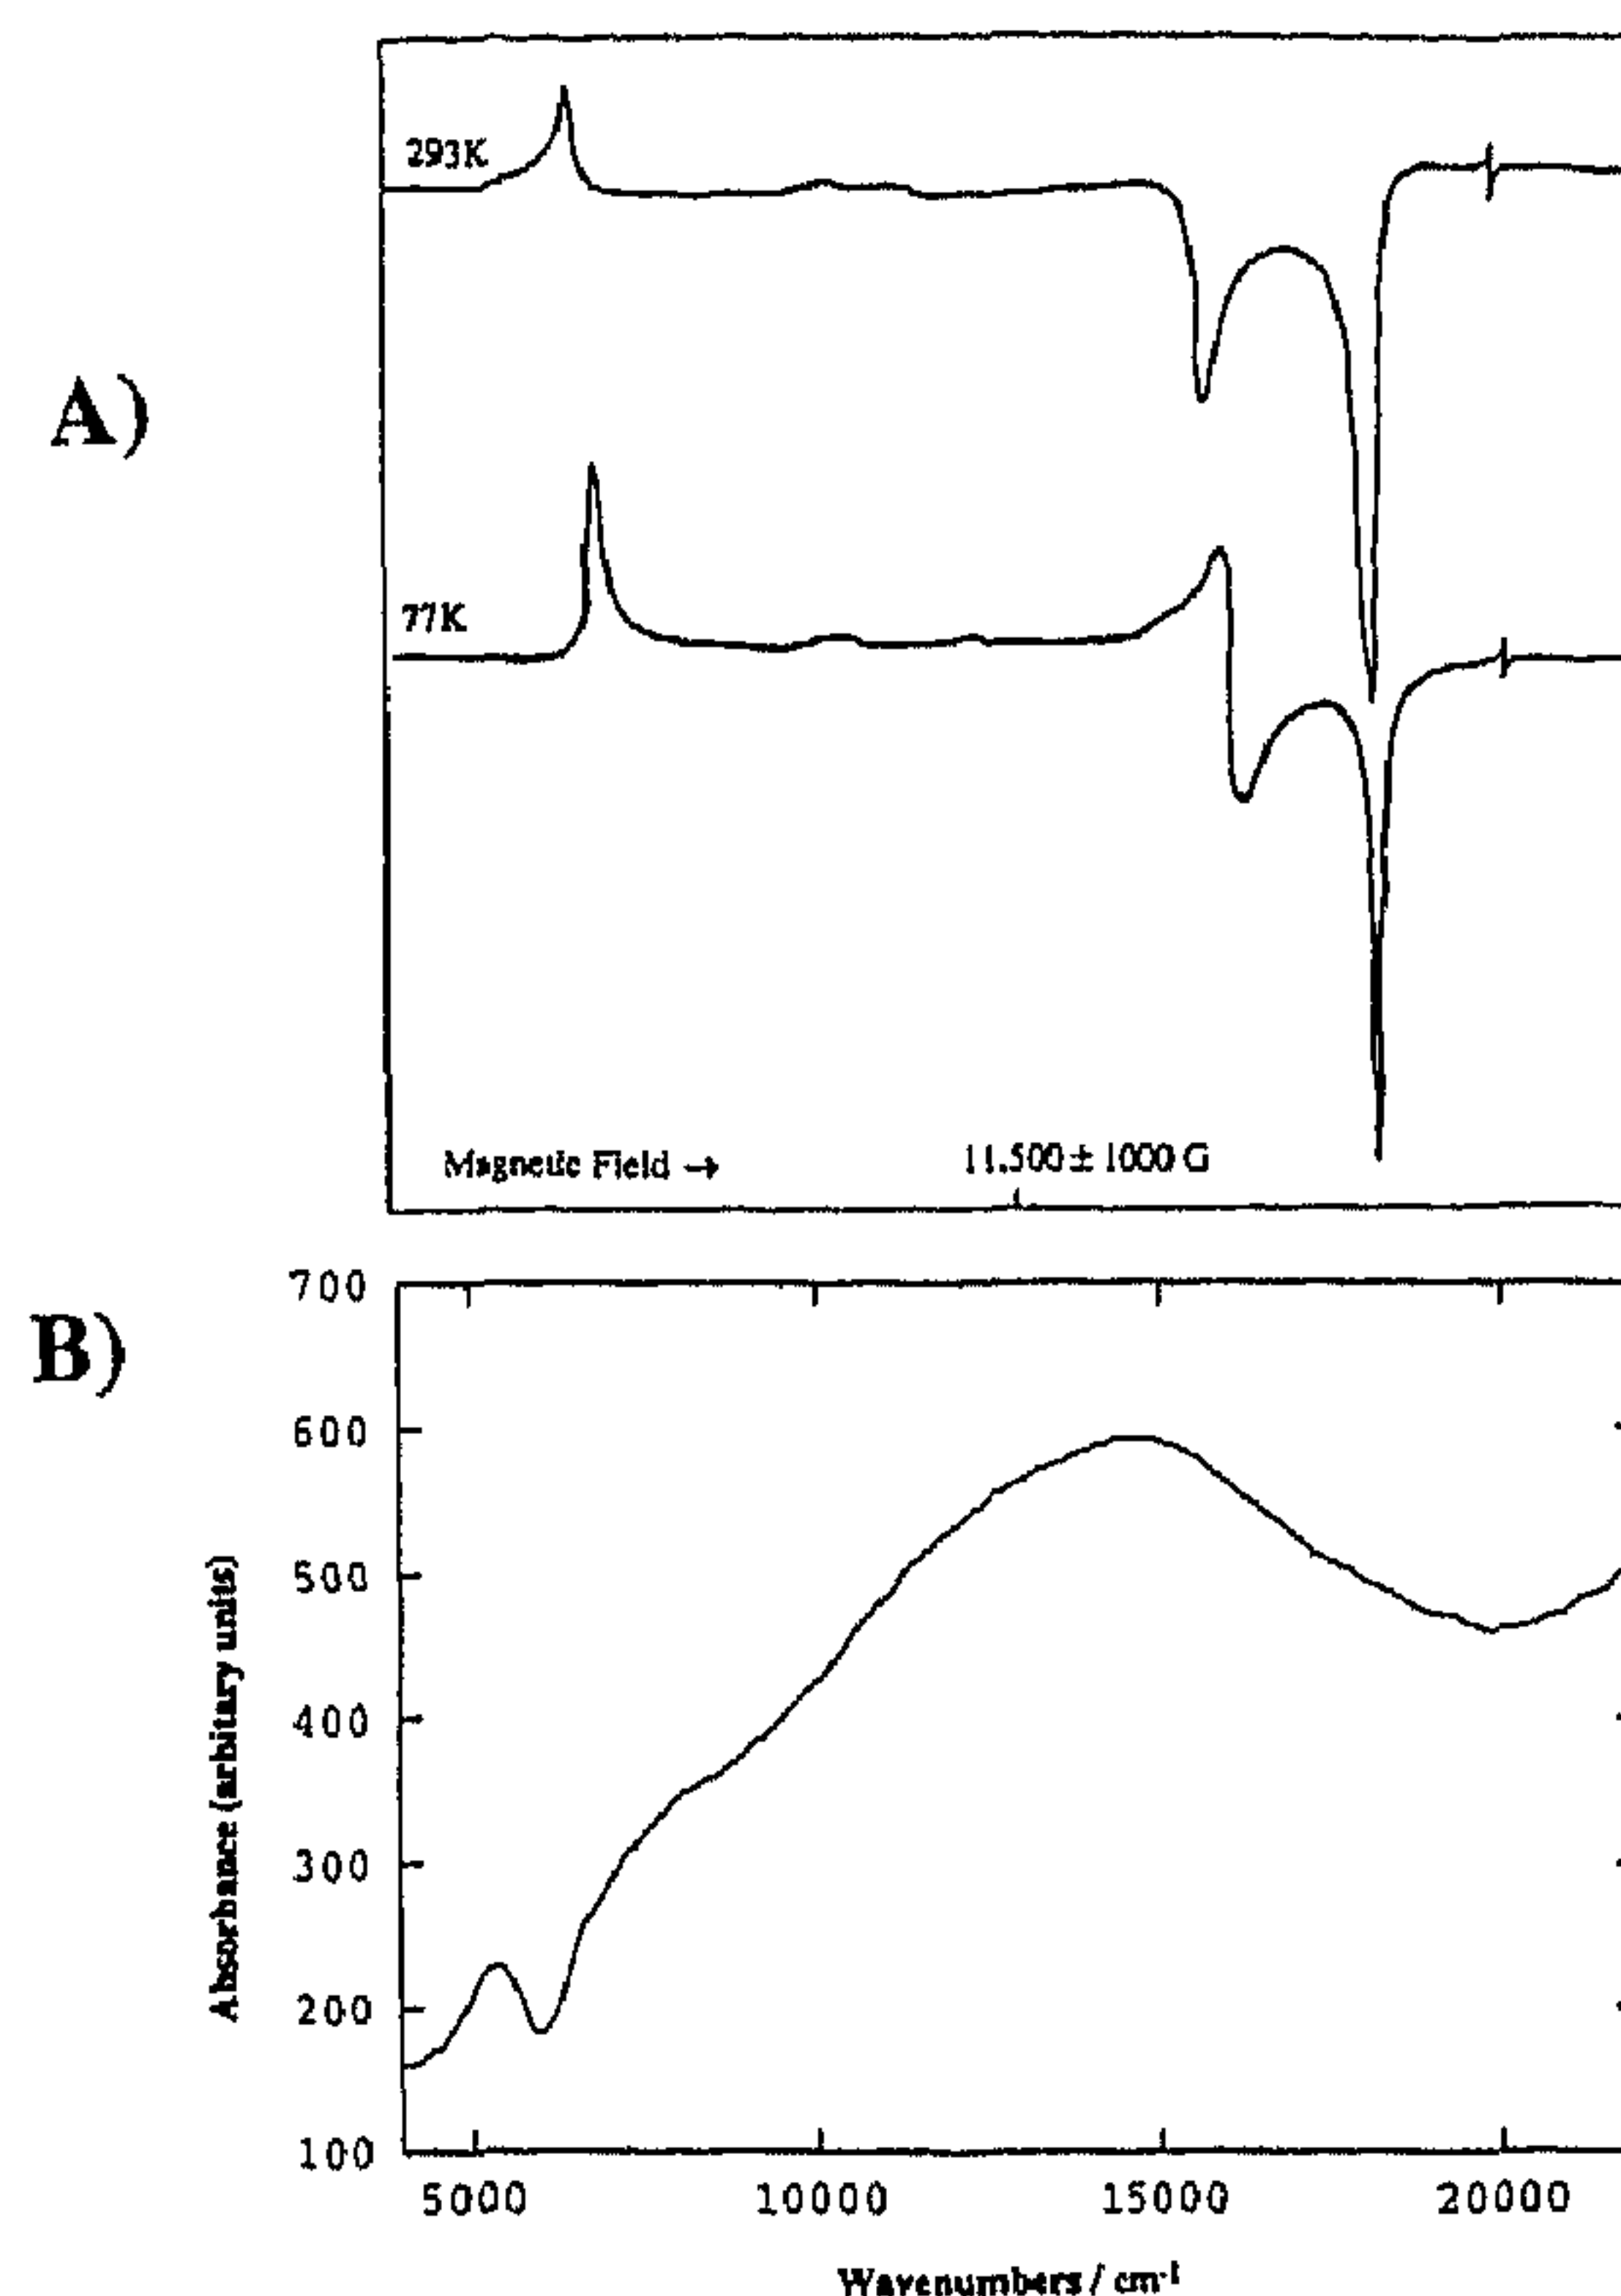 A)
293K
77K
Magnetic Field →
11.500 ± 1000 G
B)
700
600
500
400
300
200
100
Absorbance (arbitary units)
5000 10000 15000 20000
Wavenumbers / cm-1